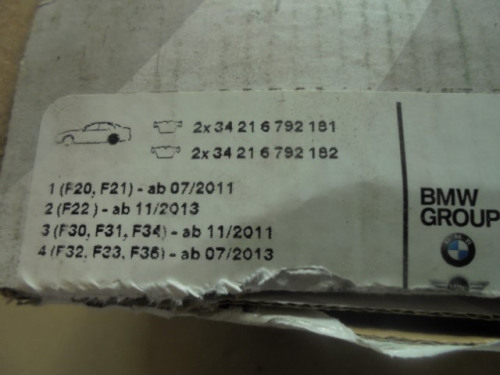 2x 34 21 6 792 181
2x 34 21 6 792 182
1 (F20, F21) - ab 07/2011
2 (F22 ) - ab 11/2013
3 (F30, F31, F34) - ab 11/2011
4 (F32, F33, F36) - ab 07/2013
BMW
GROUP